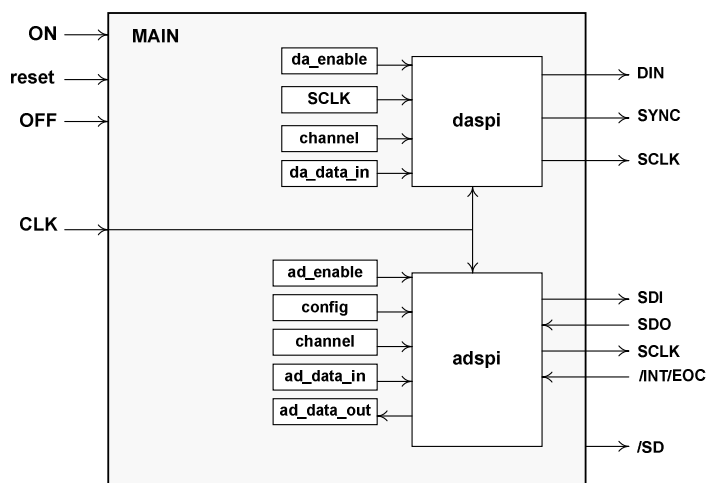 ON
reset
OFF
CLK
MAIN
da_enable
SCLK
channel
da_data_in
daspi
DIN
SYNC
SCLK
ad_enable
config
channel
ad_data_in
ad_data_out
adspi
SDI
SDO
SCLK
/INT/EOC
/SD